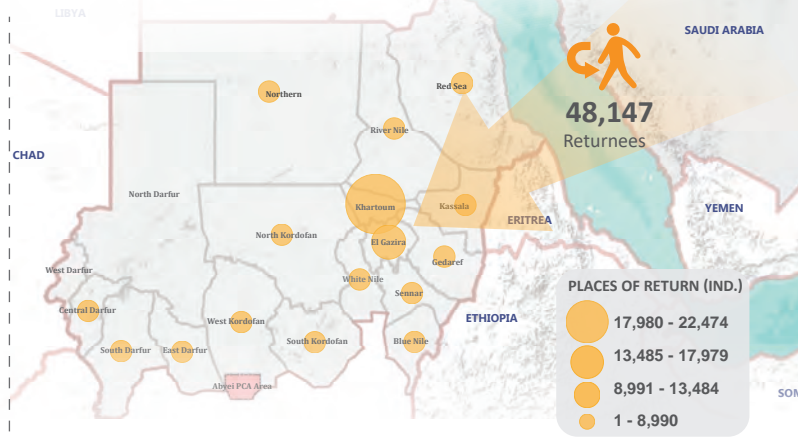 LIBYA
SAUDI ARABIA
Red Sea
Northern
48,147
Returnees
River Nile
CHAD
North Darfur
Khartoum
Kassala
YEMEN
ERITREA
North Kordofan
El Gazira
Gedaref
West Darfur
White Nile
Sennar
PLACES OF RETURN (IND.)
Central Darfur
17,980 - 22,474
ETHIOPIA
West Kordofan
South Darfur
East Darfur
South Kordofan
Blue Nile
13,485 - 17,979
Abyei PCA Area
8,991 - 13,484
SOM
1 - 8,990